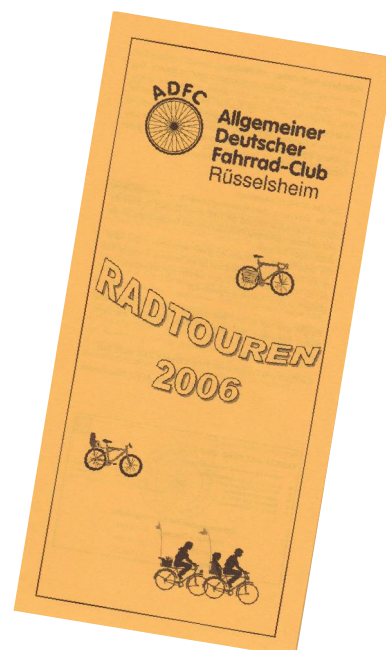 ADFC
Allgemeiner
Deutscher
Fahrrad-Club
Rüsselsheim
RADTOUREN
2006